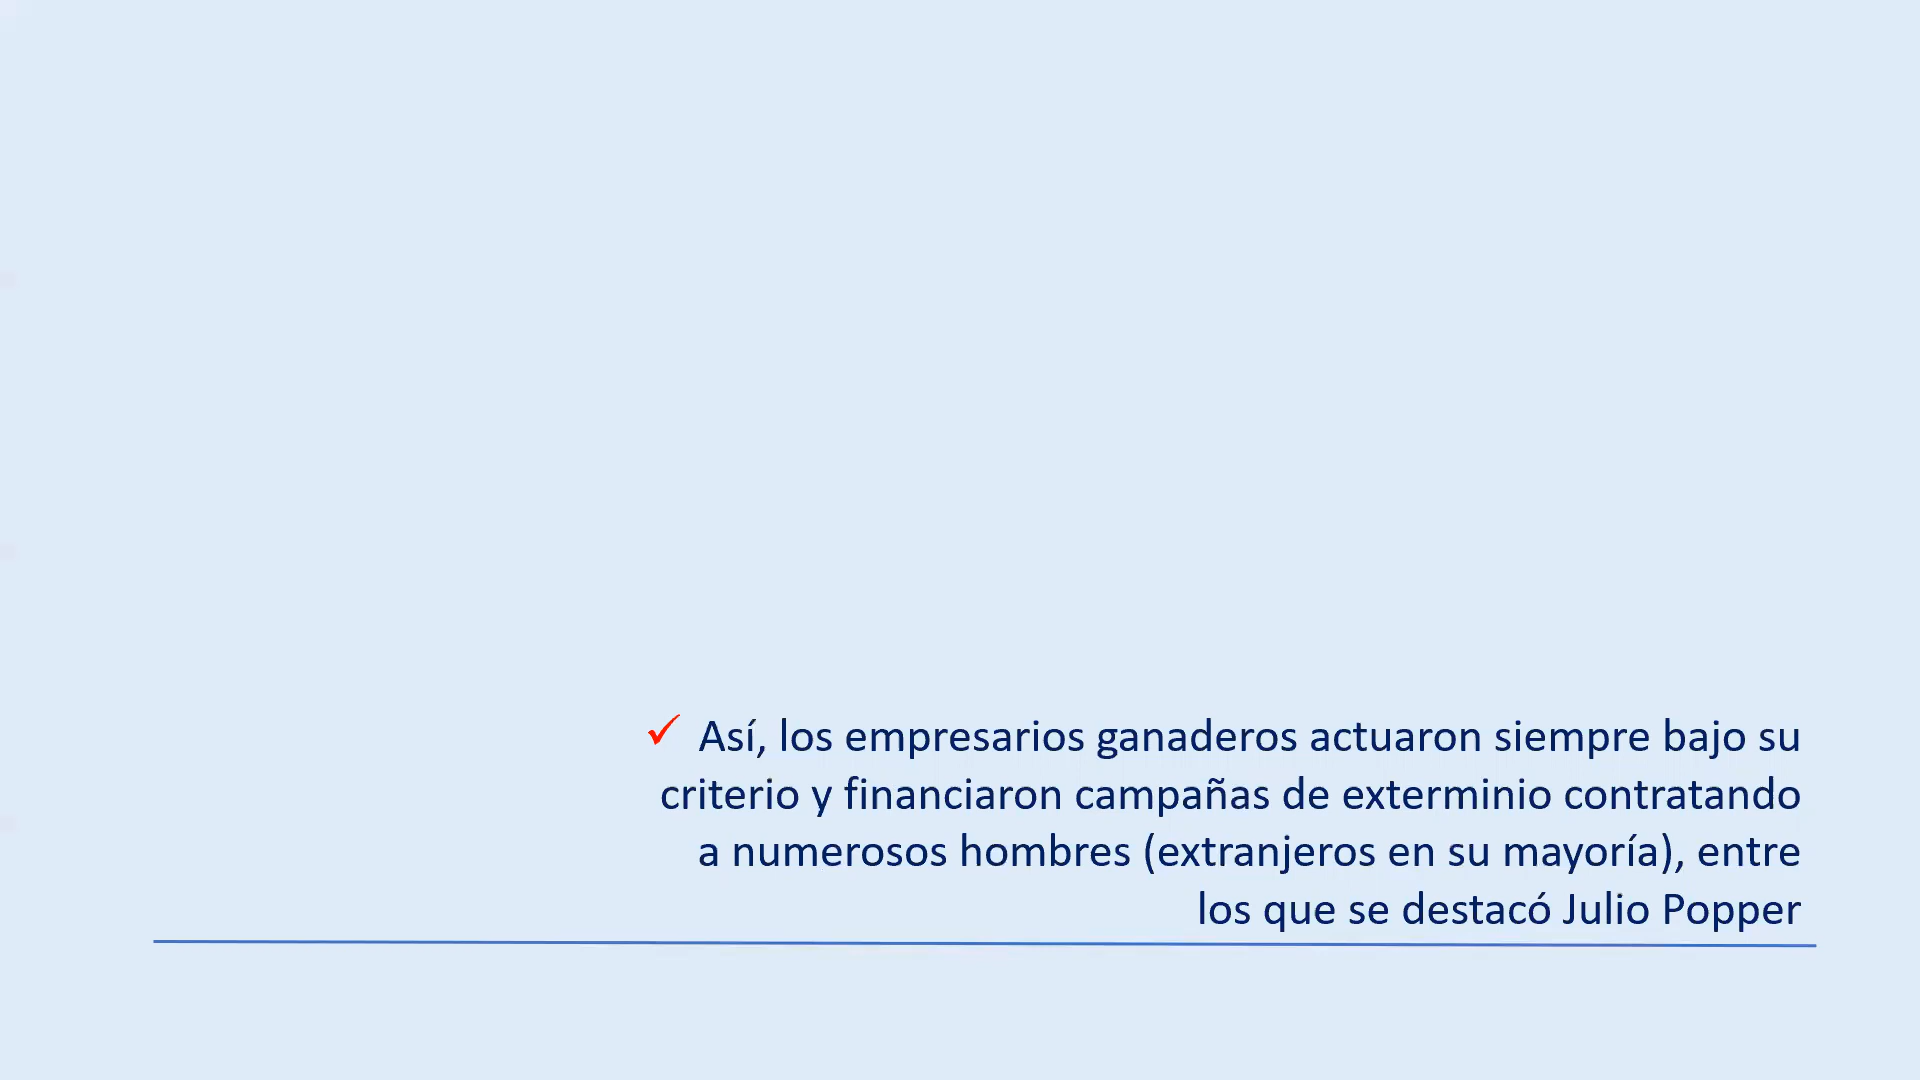 ✓ Así, los empresarios ganaderos actuaron siempre bajo su
criterio y financiaron campañas de exterminio contratando
a numerosos hombres (extranjeros en su mayoría), entre
los que se destacó Julio Popper